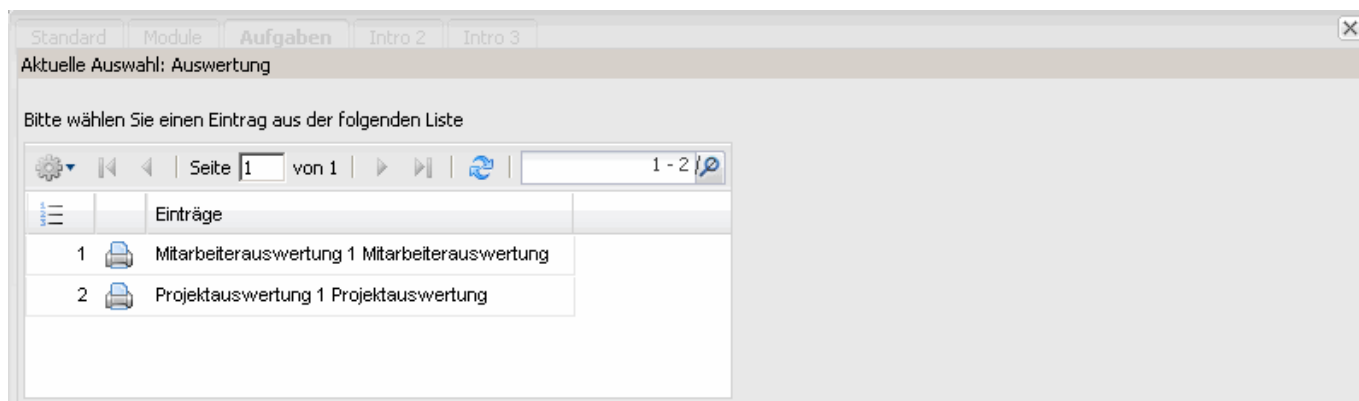 Standard Module Aufgaben Intro 2 Intro 3
Aktuelle Auswahl: Auswertung
Bitte wählen Sie einen Eintrag aus der folgenden Liste
Seite 1 von 1 1 - 2 /
Einträge
1 Mitarbeiterauswertung 1 Mitarbeiterauswertung
2 Projektauswertung 1 Projektauswertung